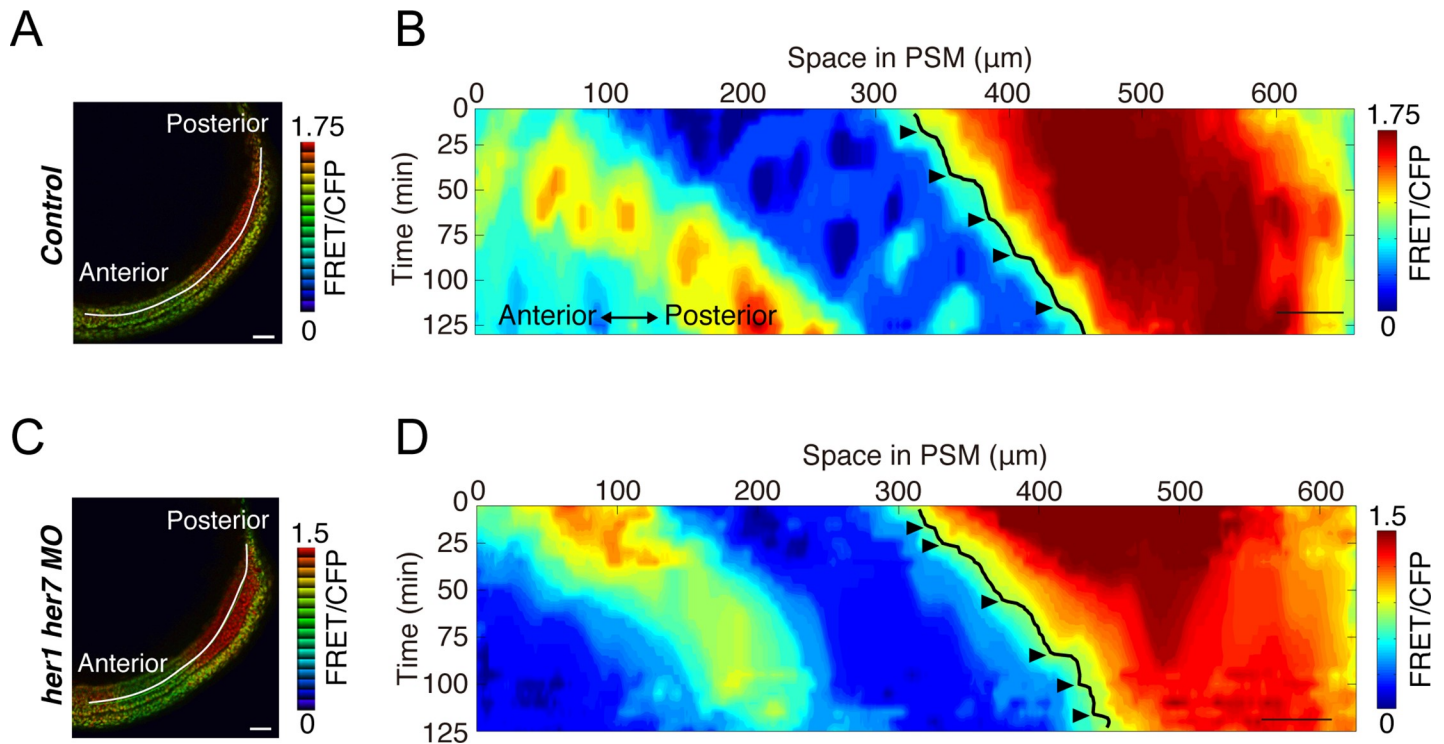 A
Control
Posterior
Anterior
1.75
0
FRET/CFP
B
Space in PSM (µm)
0 100 200 300 400 500 600
Time (min)
0
25
50
75
100
125
Anterior Posterior
1.75
0
FRET/CFP
C
her1 her7 MO
Posterior
Anterior
1.5
0
FRET/CFP
D
Space in PSM (µm)
0 100 200 300 400 500 600
Time (min)
0
25
50
75
100
125
1.5
0
FRET/CFP